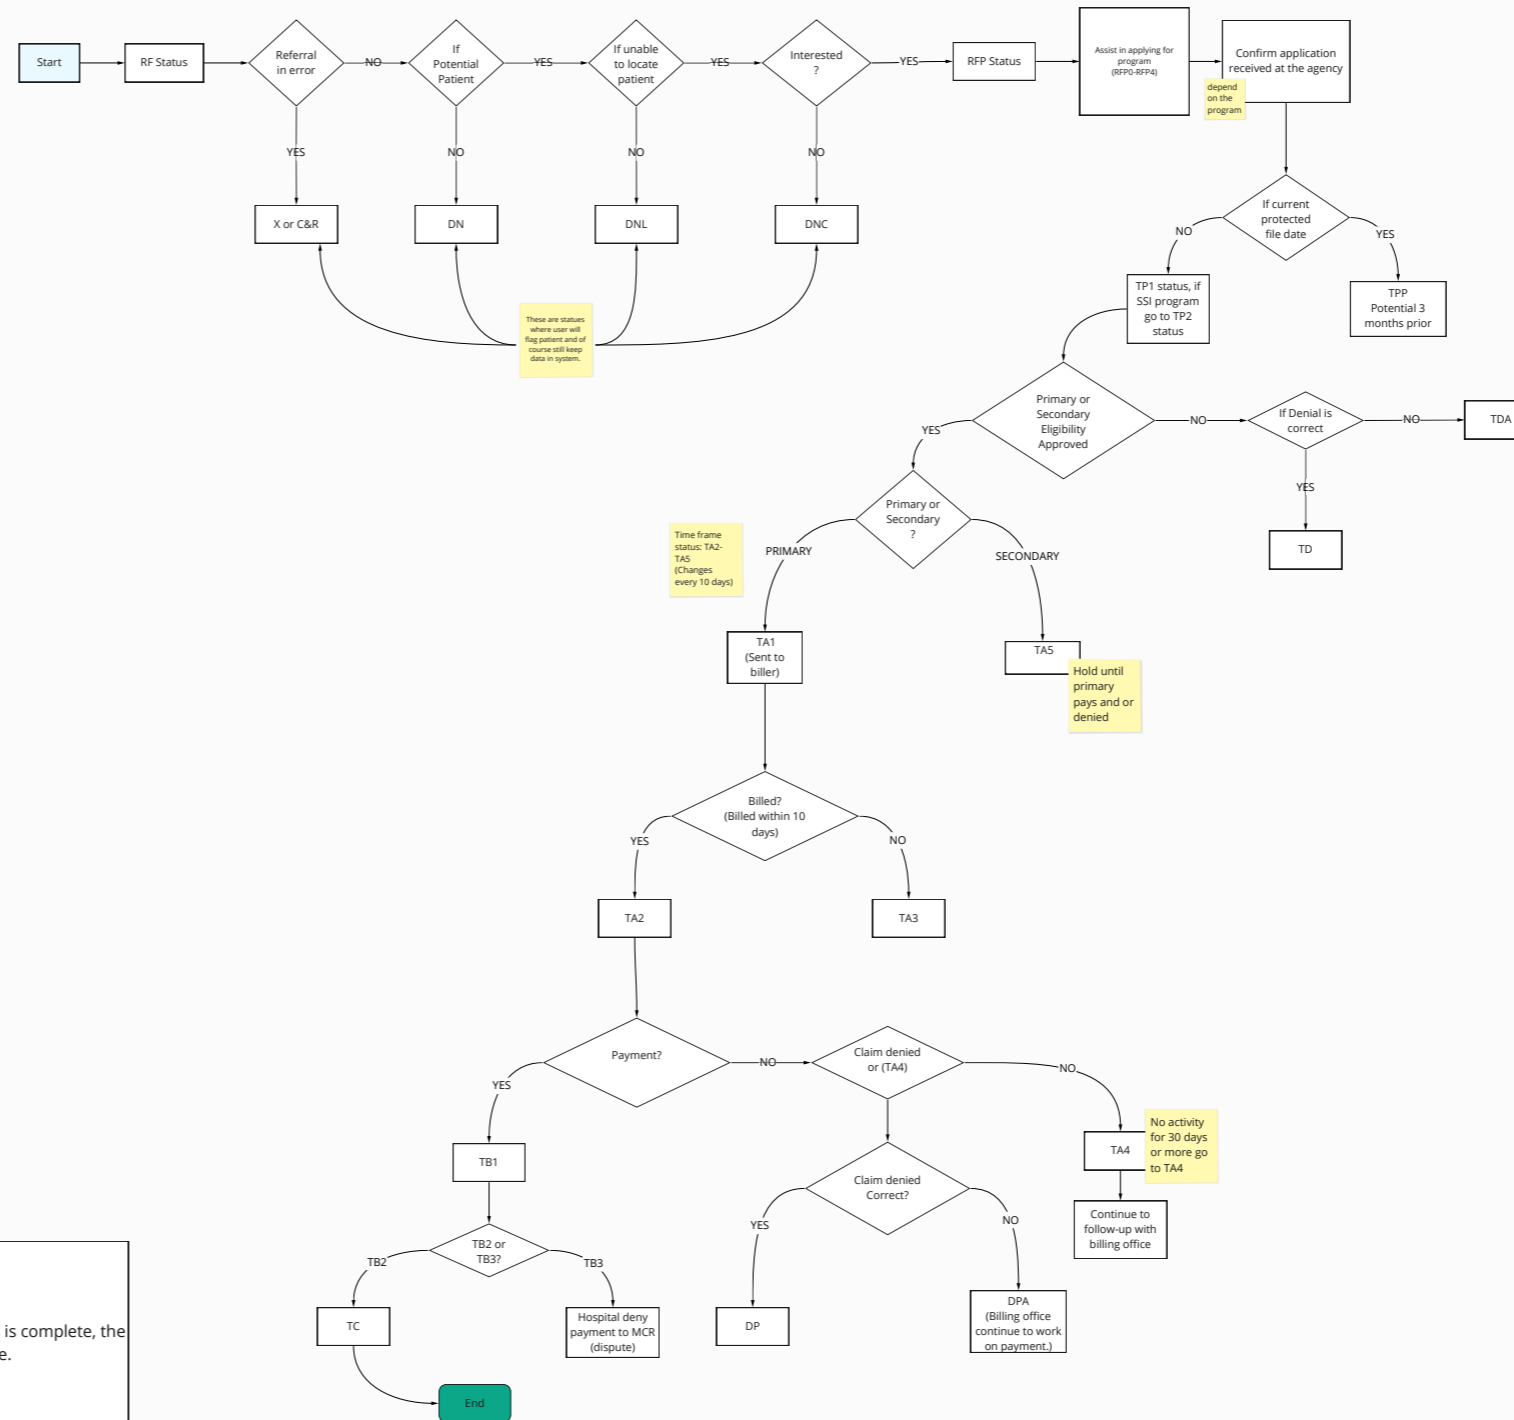 Start
RF Status
Referral
in error
NO
If
Potential
Patient
YES
If unable
to locate
patient
YES
Interested
?
YES
RFP Status
Assist in applying for
program
(RFP0-RFP4)
Confirm application
received at the agency
depend
on the
program
YES
NO
NO
NO
X or C&R
DN
DNL
DNC
These are statues
where user will
flag patient and of
course still keep
data in system.
If current
protected
file date
NO
YES
TP1 status, if
SSI program
go to TP2
status
TPP
Potential 3
months prior
Primary or
Secondary
Eligibility
Approved
YES
NO
If Denial is
correct
NO
TDA
YES
TD
Primary or
Secondary
?
Time frame
status: TA2-
TA5
(Changes
every 10 days)
PRIMARY
SECONDARY
TA1
(Sent to
biller)
TA5
Hold until
primary
pays and or
denied
Billed?
(Billed within 10
days)
YES
NO
TA2
TA3
Payment?
YES
NO
Claim denied
or (TA4)
NO
TA4
No activity
for 30 days
or more go
to TA4
Continue to
follow-up with
billing office
TB1
Claim denied
Correct?
YES
NO
TB2 or
TB3?
TB2
TB3
TC
Hospital deny
payment to MCR
(dispute)
DP
DPA
(Billing office
continue to work
on payment.)
is complete, the
e.
End